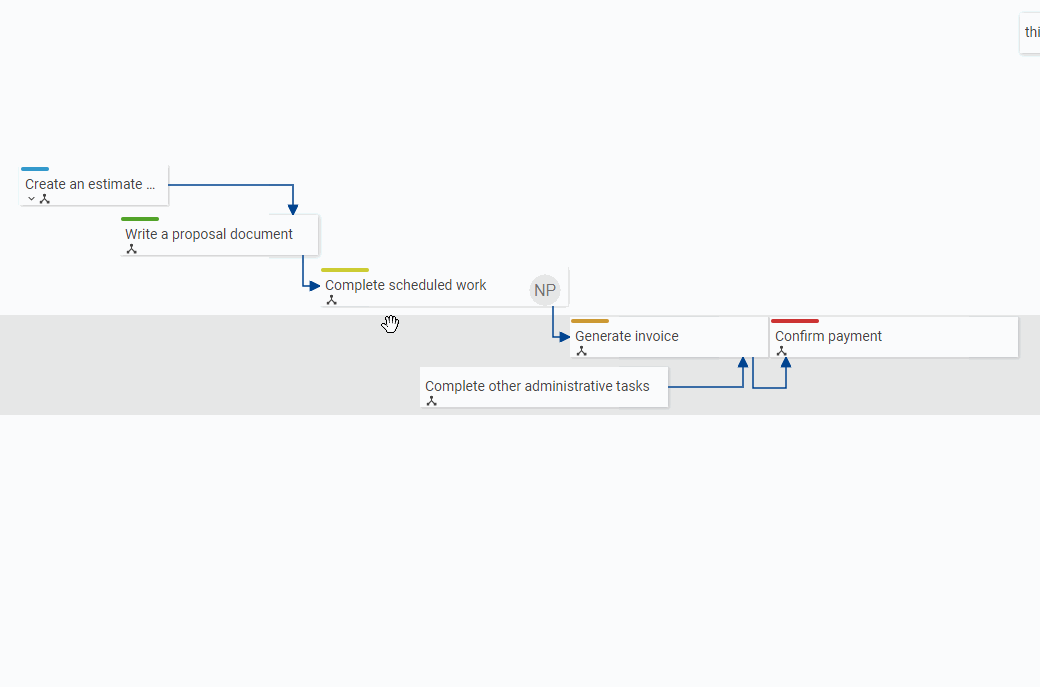 thi
Create an estimate ...
Write a proposal document
Complete scheduled work
NP
Generate invoice
Confirm payment
Complete other administrative tasks